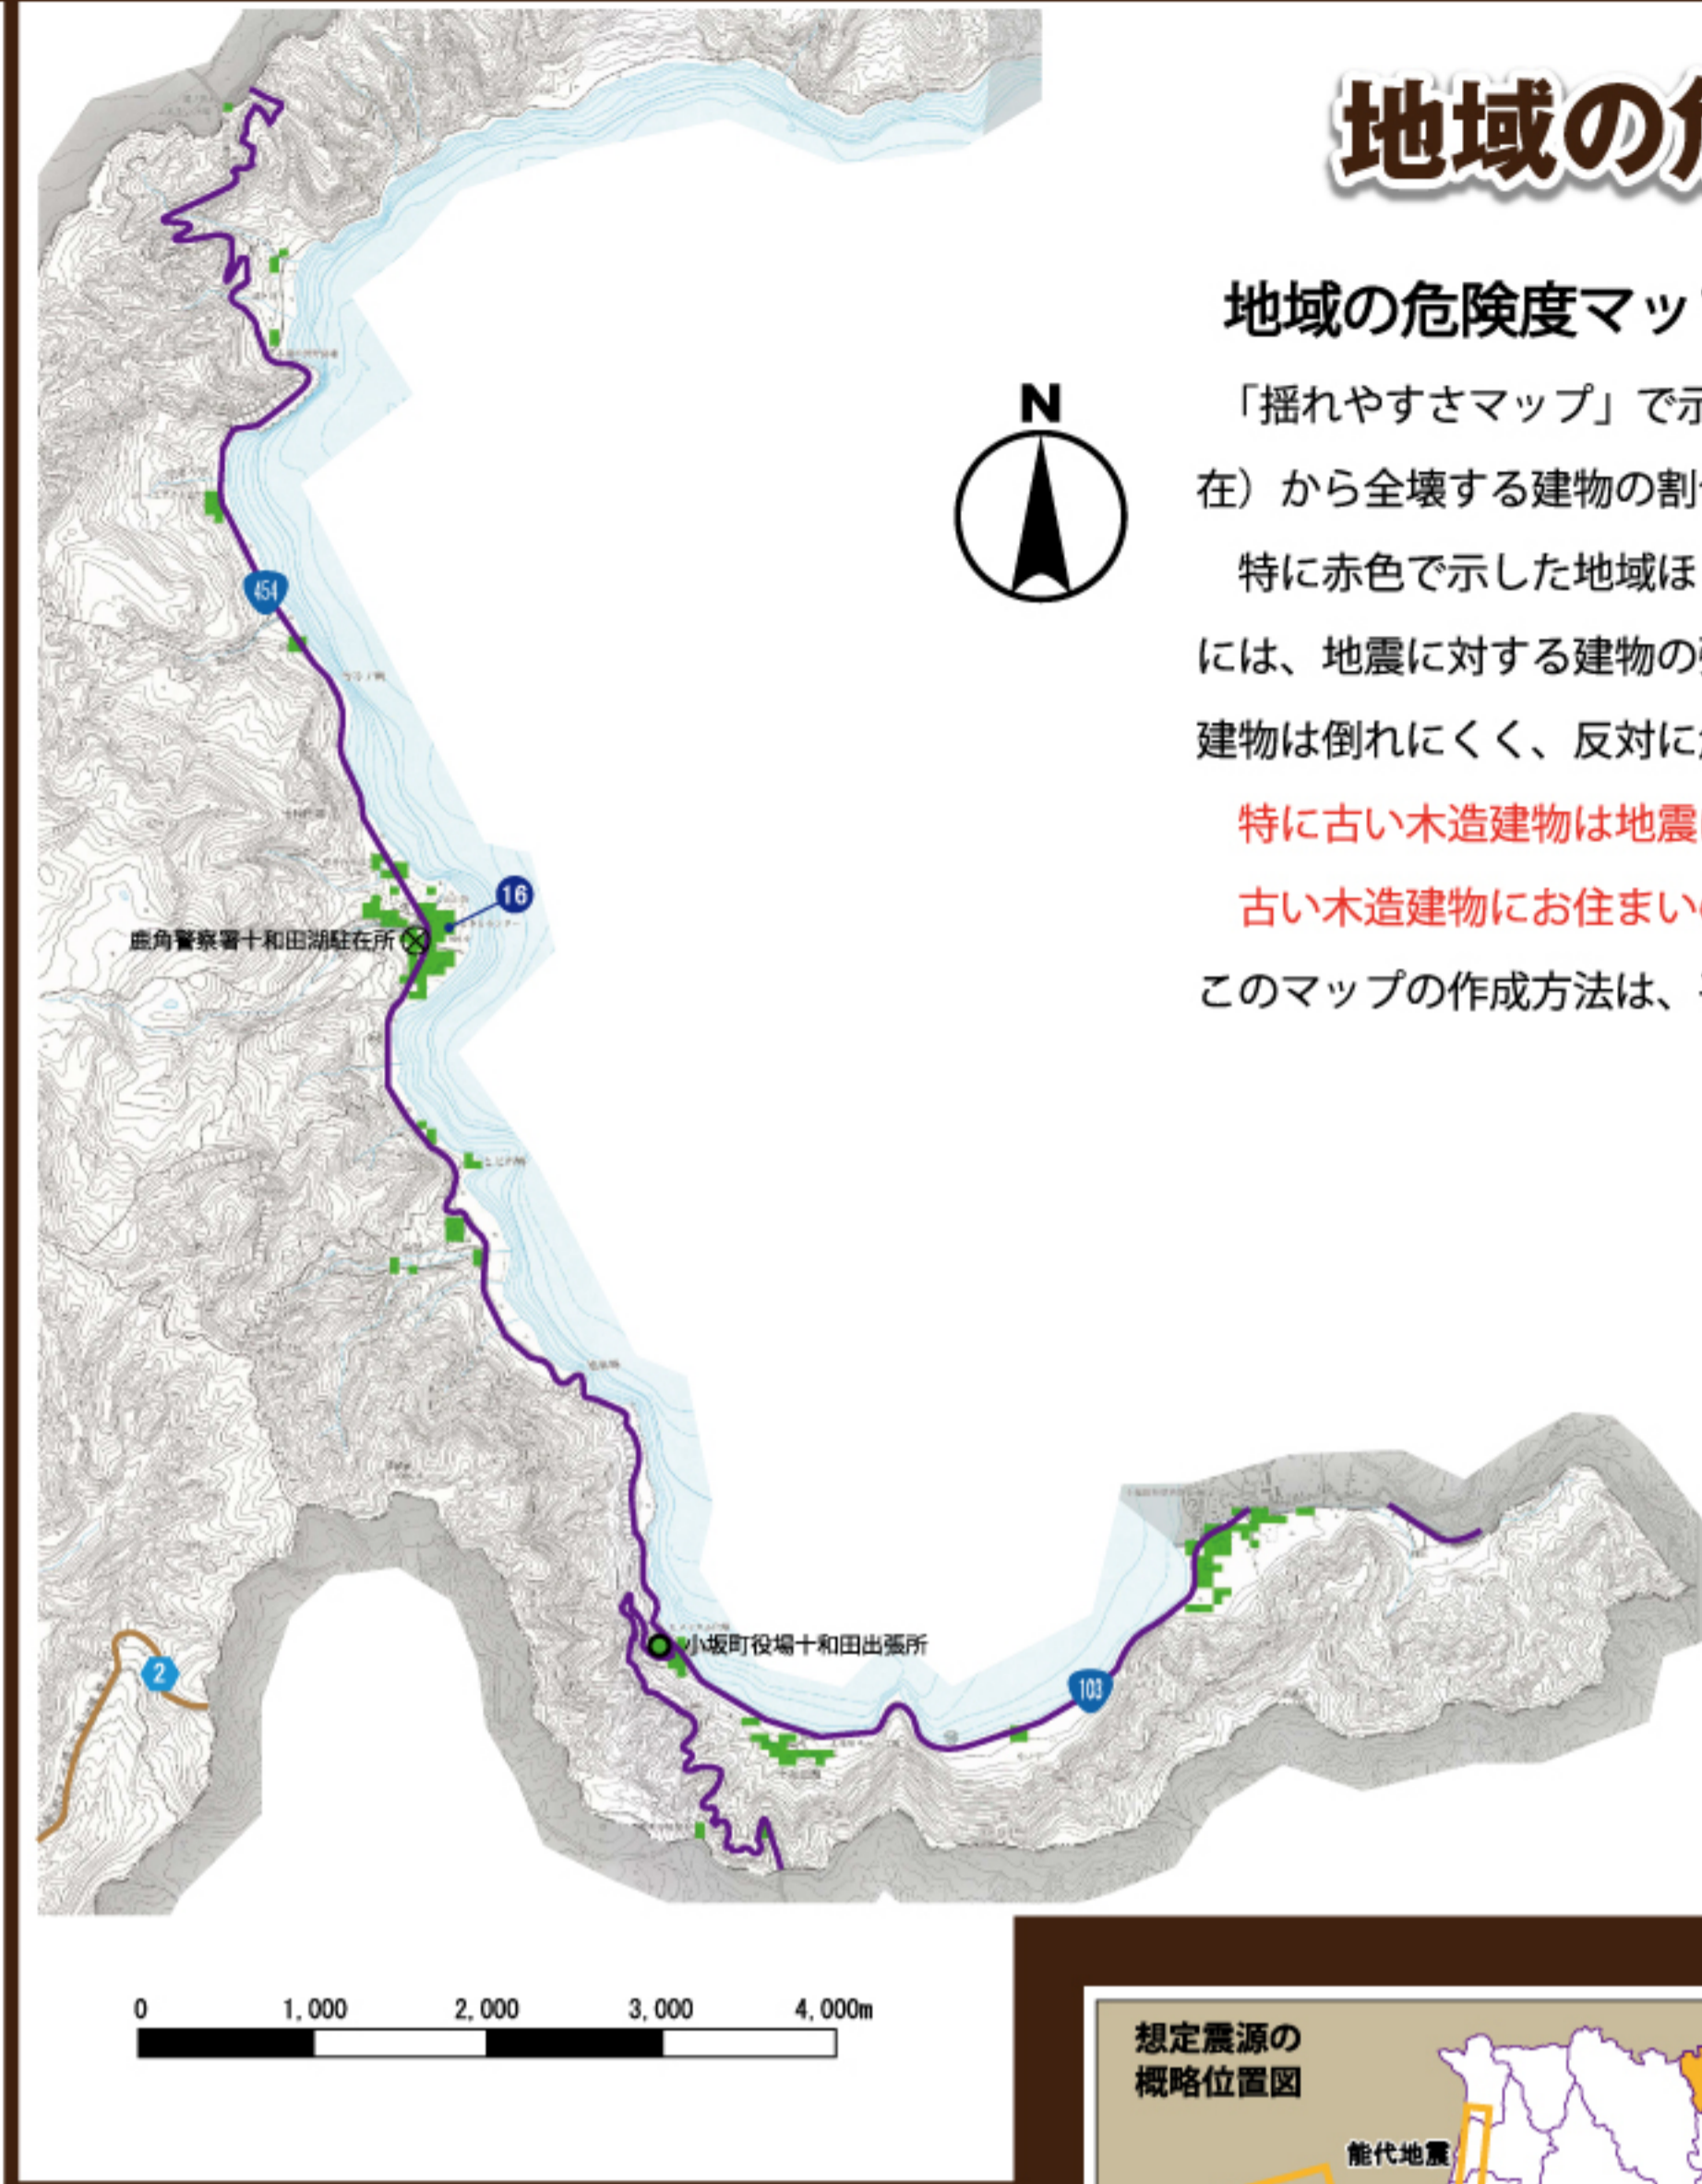 地域の
地域の危険度マッ
N
「揺れやすさマップ」で示
在）から全壊する建物の割
特に赤色で示した地域ほ
には、地震に対する建物の
建物は倒れにくく、反対に
特に古い木造建物は地震
古い木造建物にお住まい
このマップの作成方法は、
454
16
鹿角警察署十和田湖駐在所
小坂町役場十和田出張所
103
2
0 1,000 2,000 3,000 4,000m
想定震源の
概略位置図
能代地震